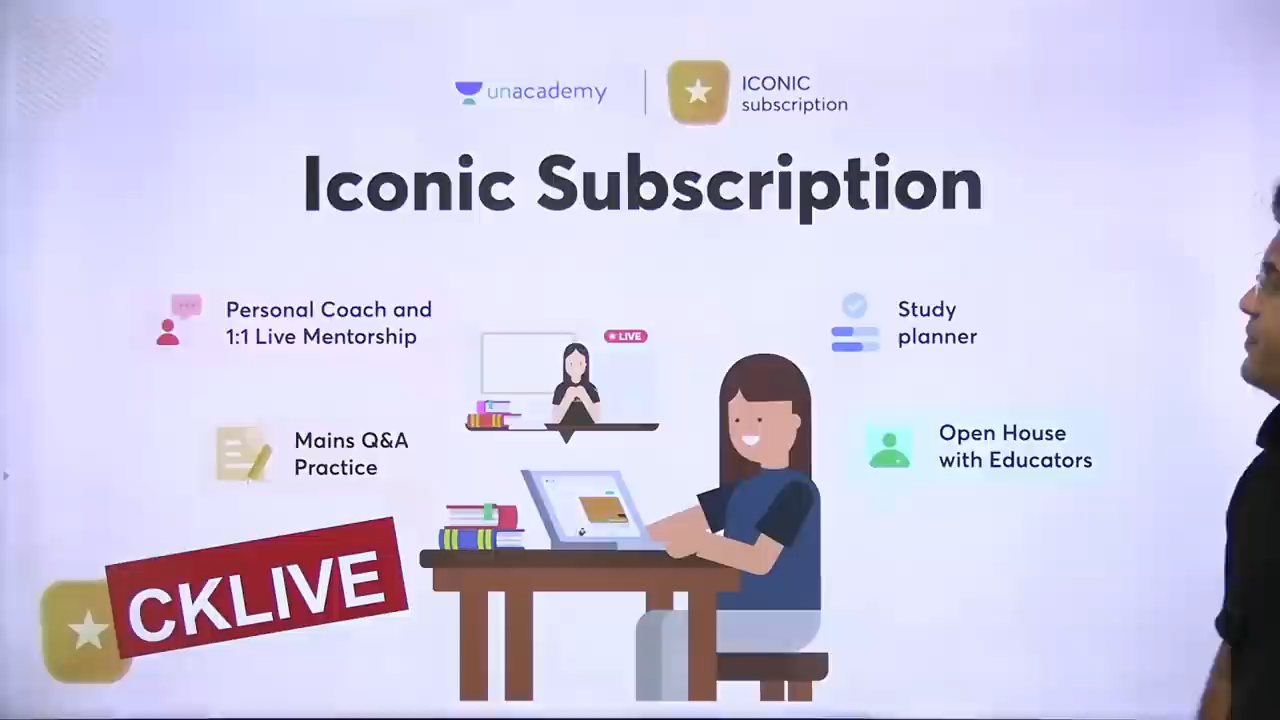 unacademy
ICONIC
subscription
Iconic Subscription
Personal Coach and
1:1 Live Mentorship
LIVE
Study
planner
Mains Q&A
Practice
Open House
with Educators
CKLIVE